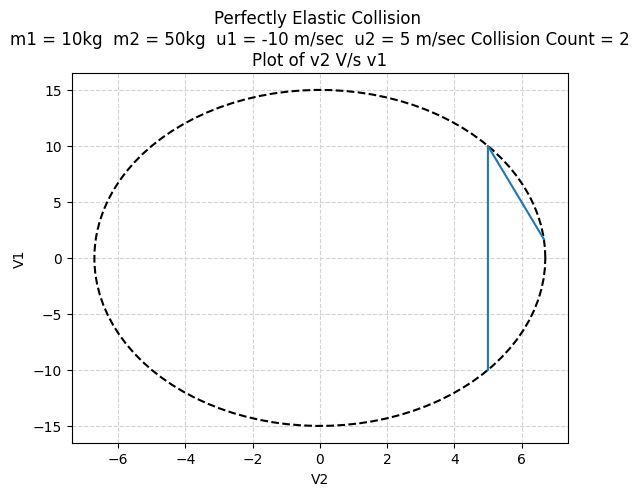 Perfectly Elastic Collision
m1 = 10kg  m2 = 50kg  u1 = -10 m/sec  u2 = 5 m/sec Collision Count = 2
Plot of v2 V/s v1
15
10
5
0
−5
−10
−15
V1
−6 −4 −2 0 2 4 6
V2